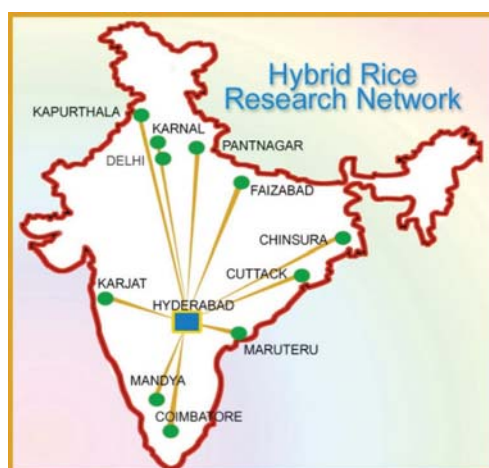 Hybrid Rice
Research Network
KAPURTHALA
KARNAL
PANTNAGAR
DELHI
FAIZABAD
CHINSURA
CUTTACK
KARJAT
HYDERABAD
MARUTERU
MANDYA
COIMBATORE